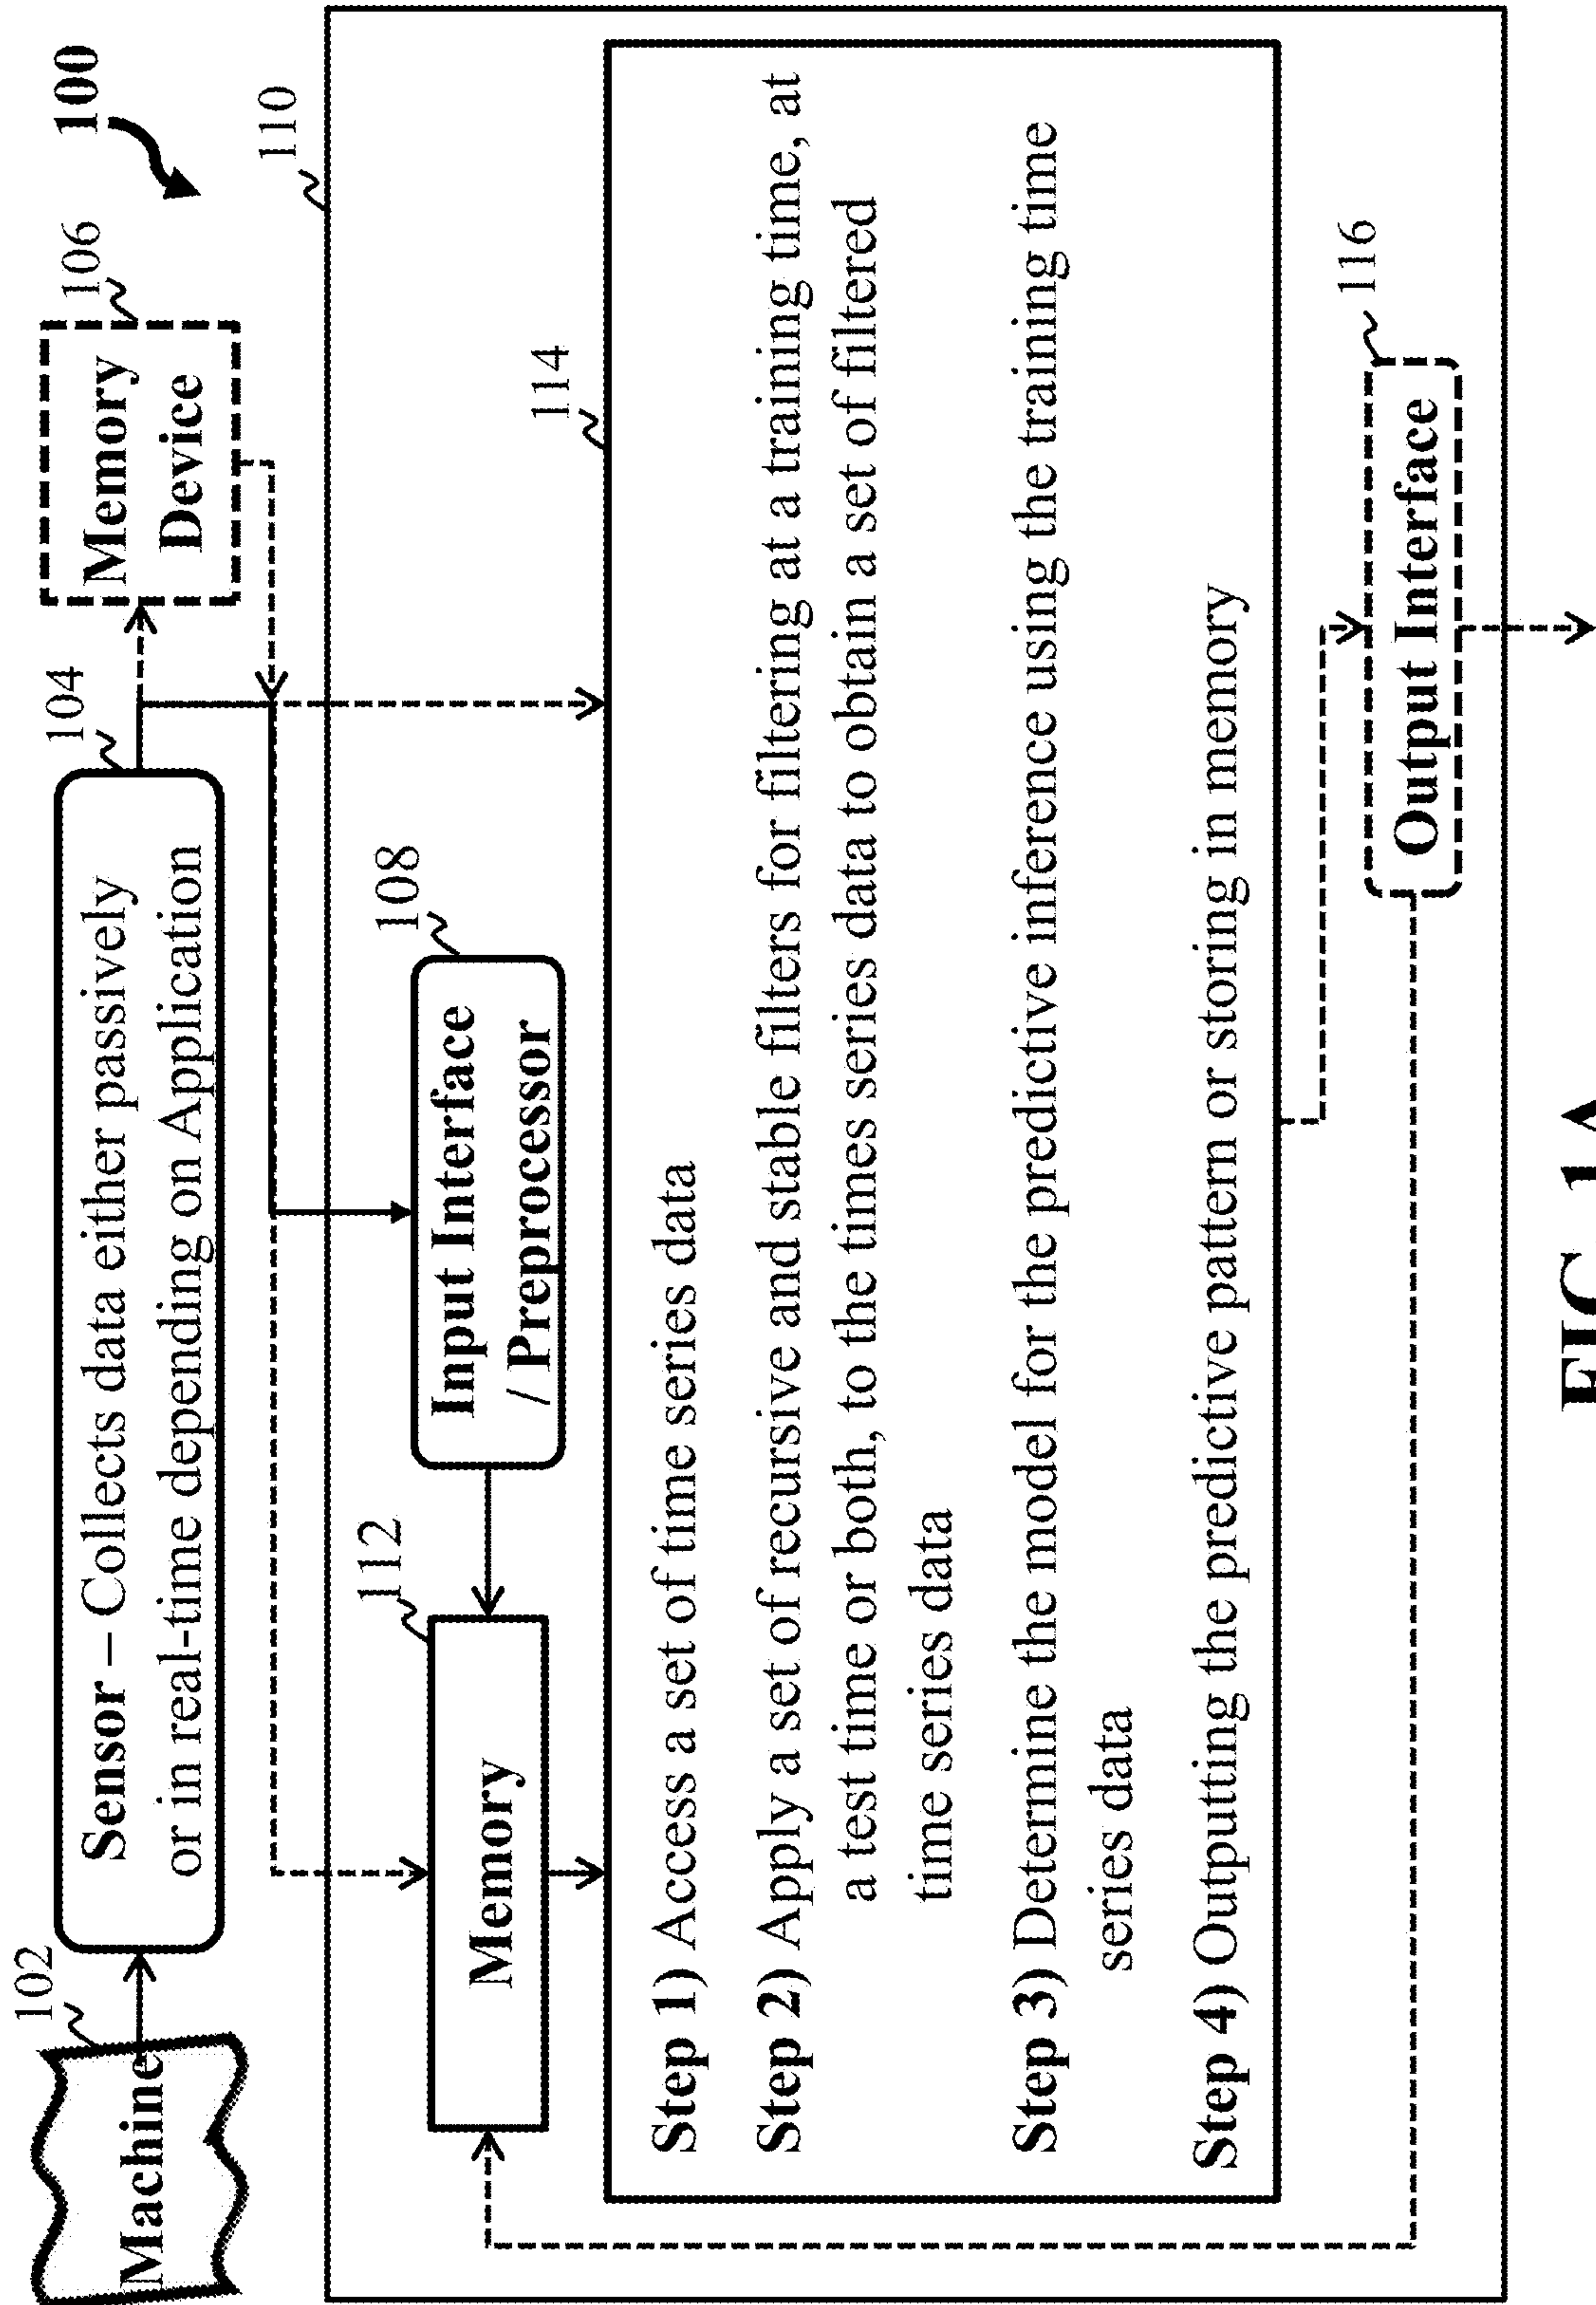 100
102
Machine
104
Sensor – Collects data either passively
or in real-time depending on Application
106
Memory
Device
110
108
Input Interface
/ Preprocessor
112
Memory
114
Step 1) Access a set of time series data
Step 2) Apply a set of recursive and stable filters for filtering at a training time, at
a test time or both, to the times series data to obtain a set of filtered
time series data
Step 3) Determine the model for the predictive inference using the training time
series data
Step 4) Outputting the predictive pattern or storing in memory
116
Output Interface
FIG. 1A